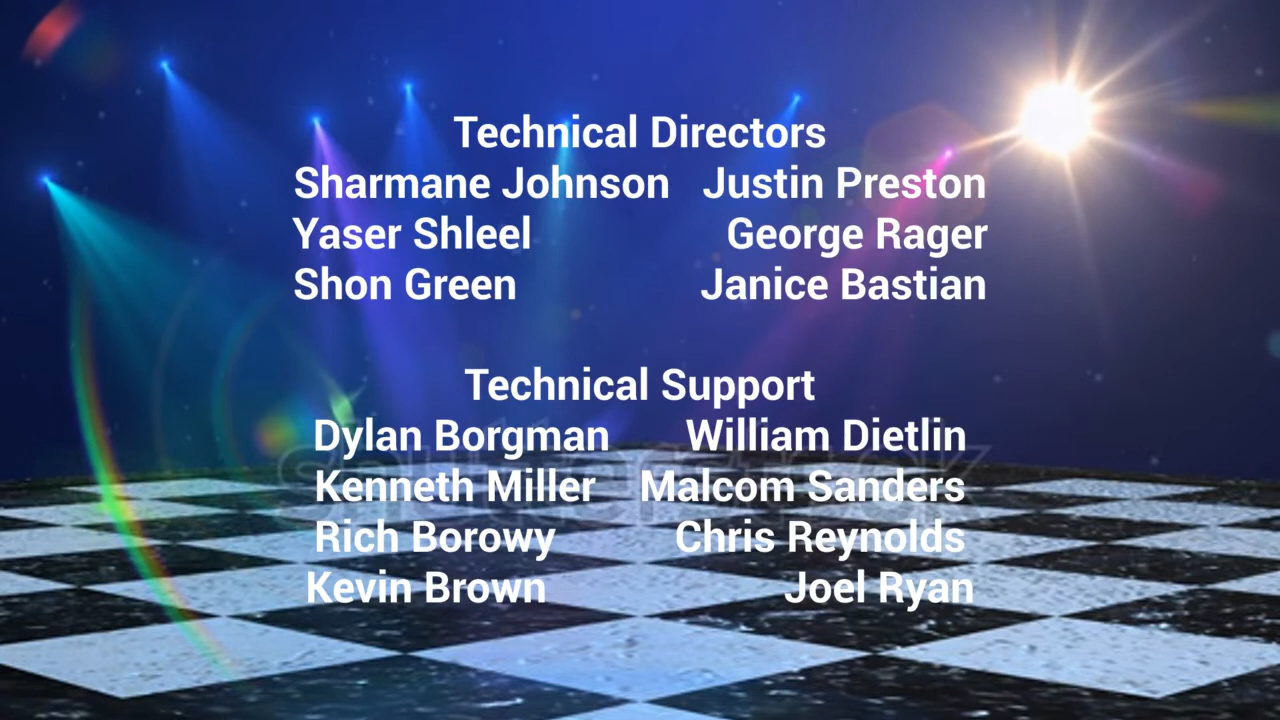 Technical Directors
Sharmane Johnson Justin Preston
Yaser Shleel George Rager
Shon Green Janice Bastian
Technical Support
Dylan Borgman William Dietlin
Kenneth Miller Malcom Sanders
Rich Borowy Chris Reynolds
Kevin Brown Joel Ryan